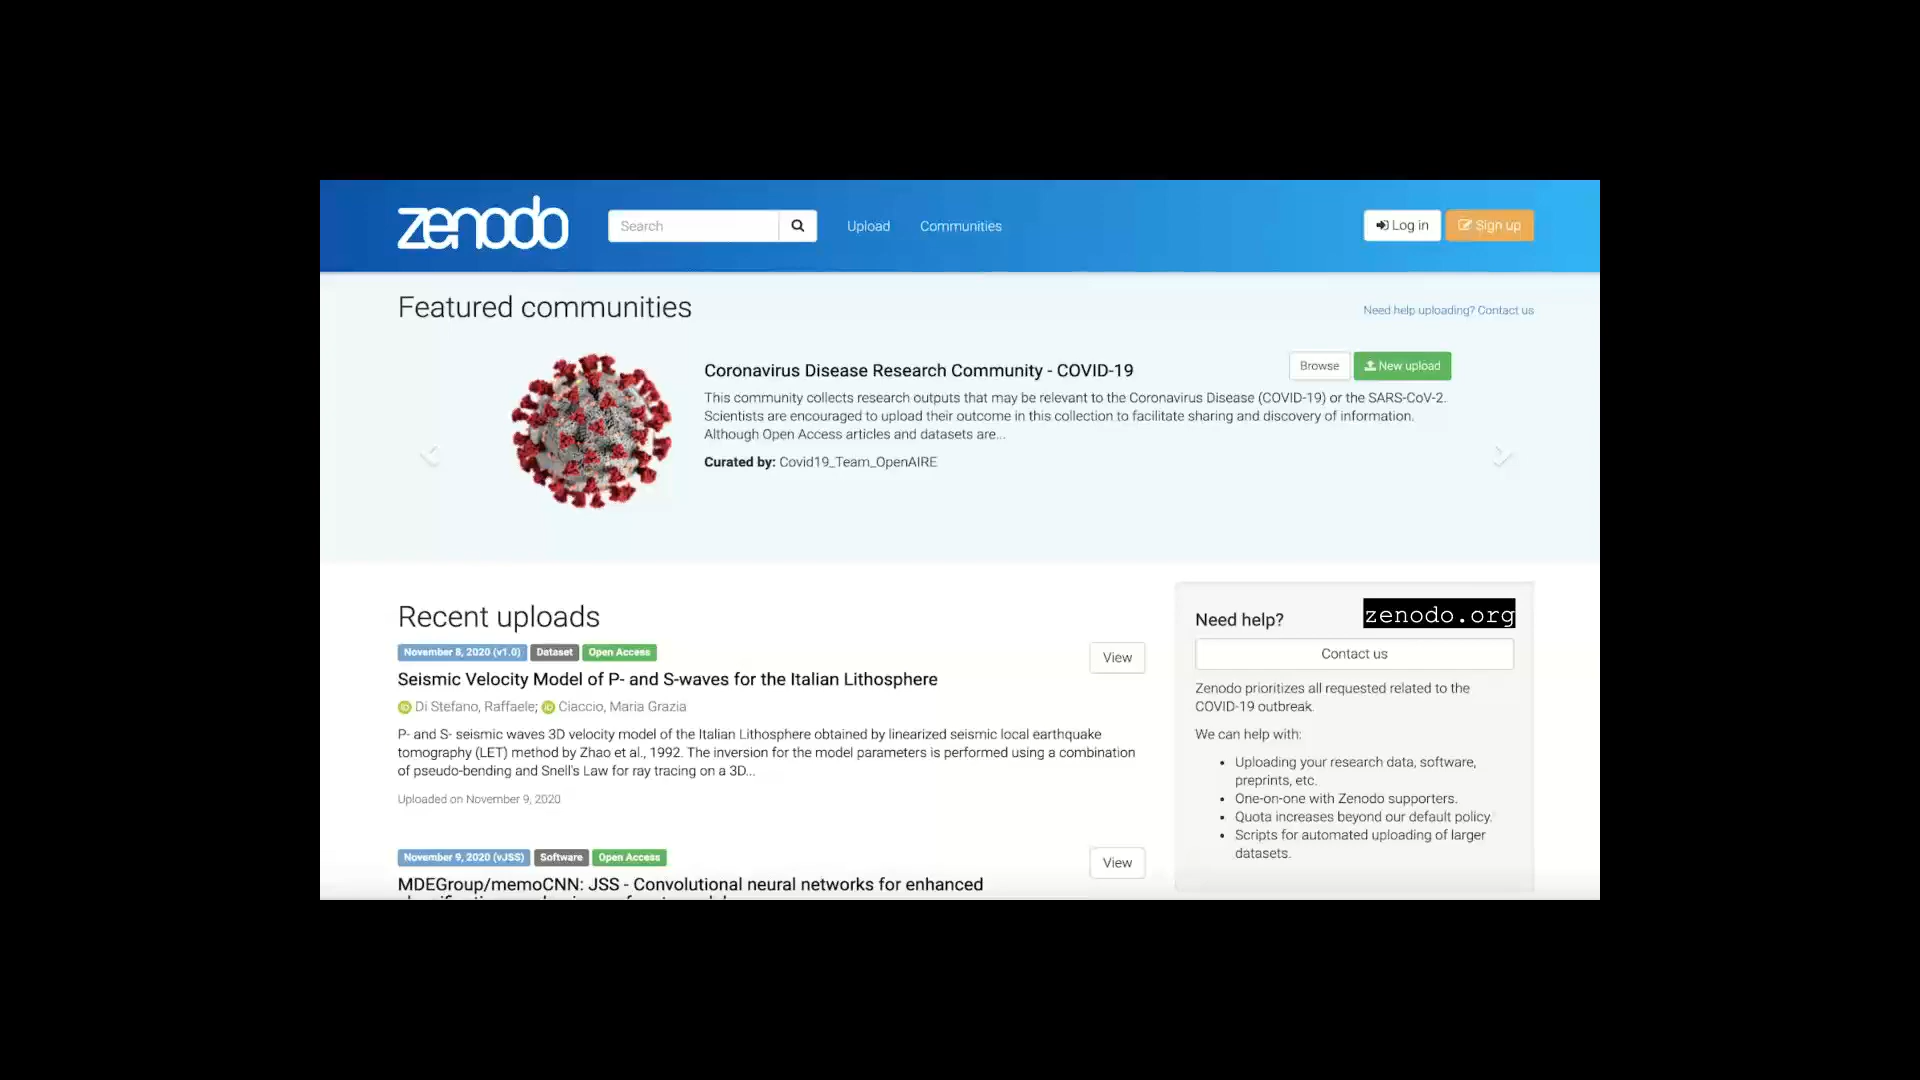 zenodo
Search
Upload
Communities
Log in
Sign up
Featured communities
Need help uploading? Contact us
Coronavirus Disease Research Community - COVID-19
Browse
New upload
This community collects research outputs that may be relevant to the Coronavirus Disease (COVID-19) or the SARS-CoV-2.
Scientists are encouraged to upload their outcome in this collection to facilitate sharing and discovery of information.
Although Open Access articles and datasets are...
Curated by: Covid19_Team_OpenAIRE
Recent uploads
November 8, 2020 (v1.0) Dataset Open Access
View
Seismic Velocity Model of P- and S-waves for the Italian Lithosphere
Di Stefano, Raffaele; Ciaccio, Maria Grazia
P- and S- seismic waves 3D velocity model of the Italian Lithosphere obtained by linearized seismic local earthquake
tomography (LET) method by Zhao et al., 1992. The inversion for the model parameters is performed using a combination
of pseudo-bending and Snell's Law for ray tracing on a 3D...
Uploaded on November 9, 2020
November 9, 2020 (vJSS) Software Open Access
View
MDEGroup/memoCNN: JSS - Convolutional neural networks for enhanced
Need help?
zenodo.org
Contact us
Zenodo prioritizes all requested related to the
COVID-19 outbreak.
We can help with:
Uploading your research data, software,
preprints, etc.
One-on-one with Zenodo supporters.
Quota increases beyond our default policy.
Scripts for automated uploading of larger
datasets.